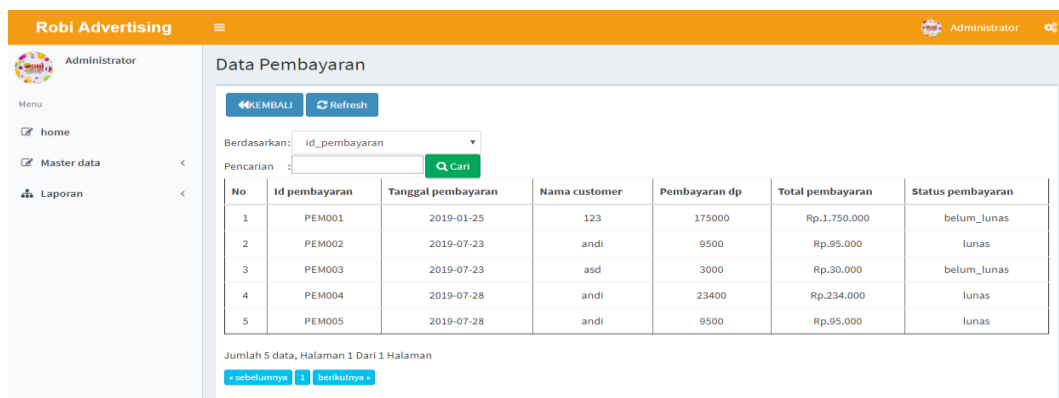 Robi Advertising
Administrator
Administrator
Data Pembayaran
Menu
home
Master data
Laporan
KEMBALI Refresh
Berdasarkan: id_pembayaran
Pencarian : Cari
No Id pembayaran Tanggal pembayaran Nama customer Pembayaran dp Total pembayaran Status pembayaran
1 PEM001 2019-01-25 123 175000 Rp.1.750.000 belum_lunas
2 PEM002 2019-07-23 andi 9500 Rp.95.000 lunas
3 PEM003 2019-07-23 asd 3000 Rp.30.000 belum_lunas
4 PEM004 2019-07-28 andi 23400 Rp.234.000 lunas
5 PEM005 2019-07-28 andi 9500 Rp.95.000 lunas
Jumlah 5 data, Halaman 1 Dari 1 Halaman
« sebelumnya 1 berikutnya »